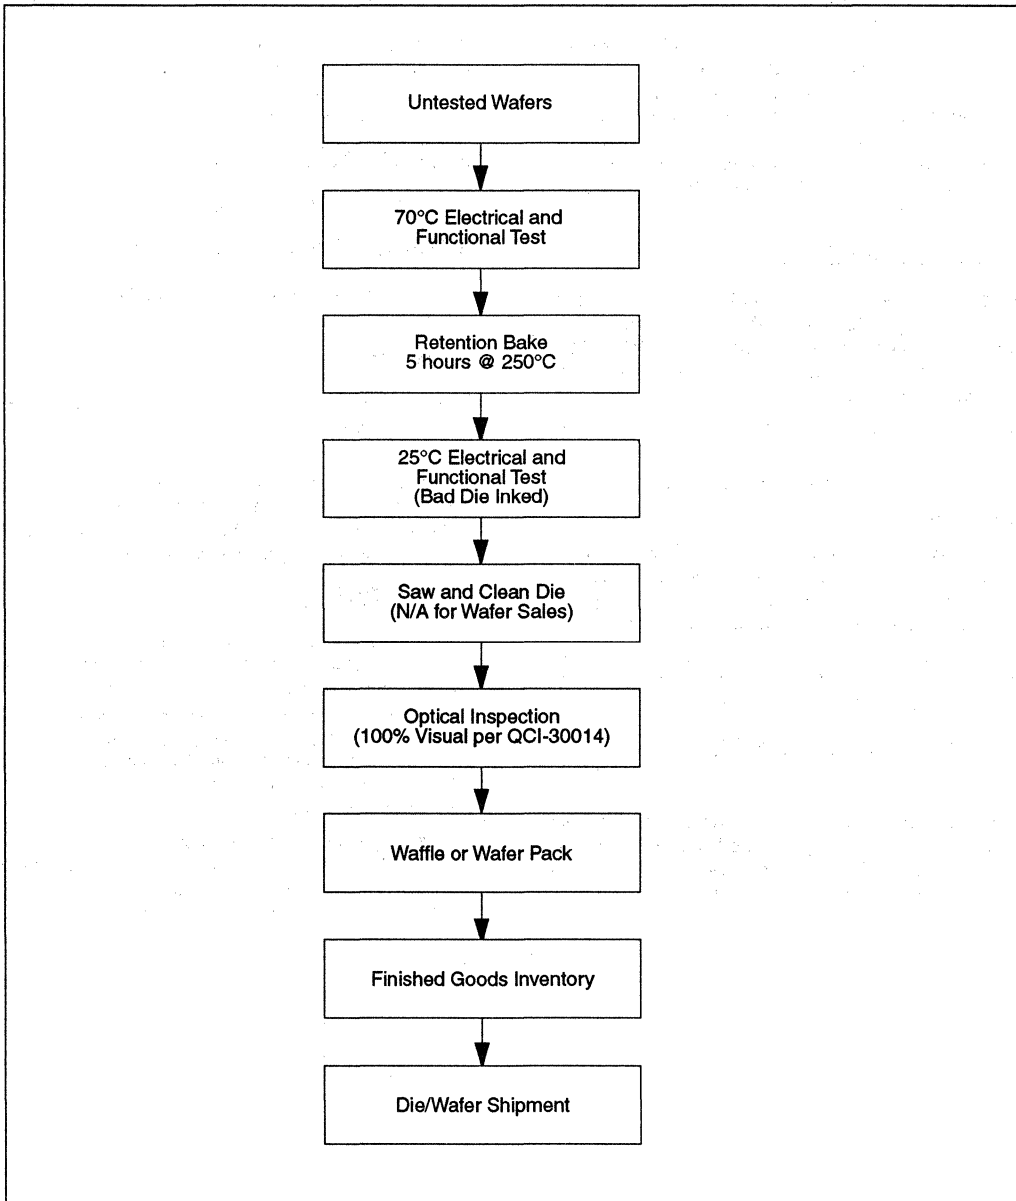 Untested Wafers
70°C Electrical and
Functional Test
Retention Bake
5 hours @ 250°C
25°C Electrical and
Functional Test
(Bad Die Inked)
Saw and Clean Die
(N/A for Wafer Sales)
Optical Inspection
(100% Visual per QCI-30014)
Waffle or Wafer Pack
Finished Goods Inventory
Die/Wafer Shipment